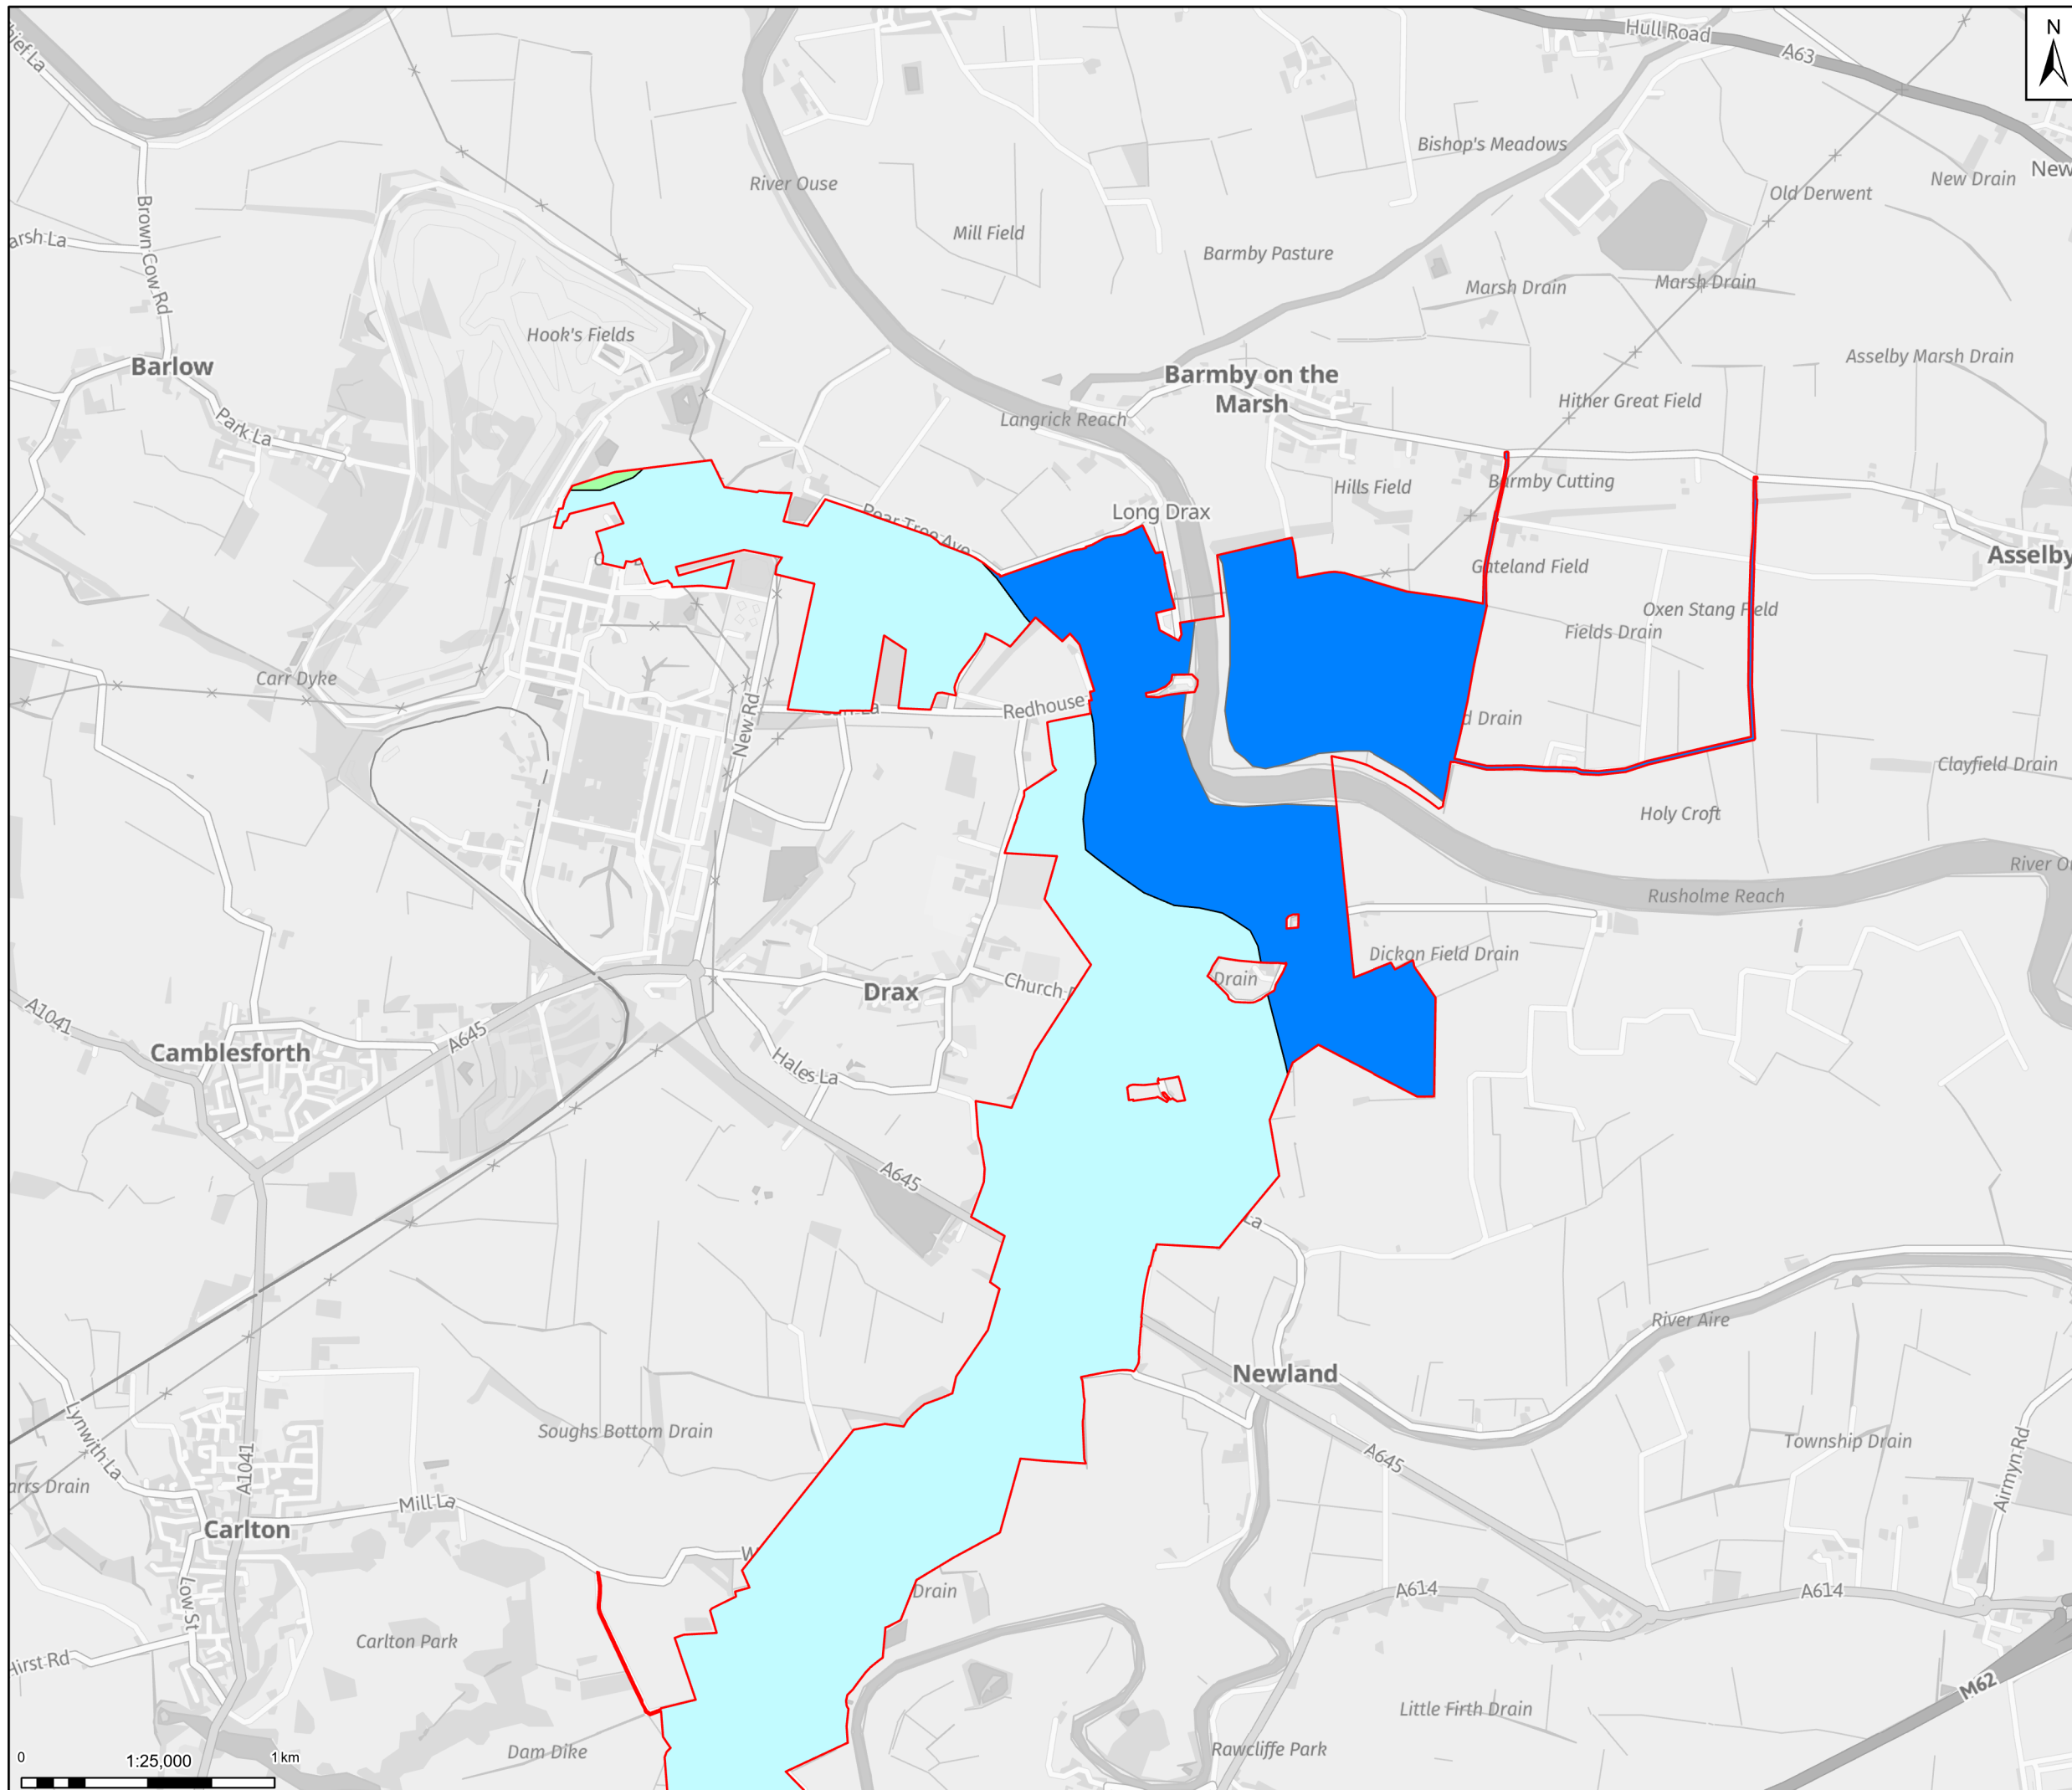 Hull Road
A63
N
Bishop's Meadows
River Ouse
Brown Cow Rd
Old Derwent
New Drain
Mill Field
Barmby Pasture
Marsh Drain
Marsh Drain
Hook's Fields
Asselby Marsh Drain
Barlow
Barmby on the
Marsh
Hither Great Field
Park La
Langrick Reach
Hills Field
Barmby Cutting
Long Drax
Asselby
Gateland Field
Oxen Stang Field
Fields Drain
Carr Dyke
Redhouse
New Rd
d Drain
Clayfield Drain
Holy Croft
Rusholme Reach
Dickon Field Drain
Drain
Drax
Church
A1041
A645
Camblesforth
Hales La
A645
La
River Aire
Newland
Lynwith La
Soughs Bottom Drain
A1041
Township Drain
A645
Airmyn Rd
arrs Drain
Mill La
Carlton
W
Drain
A614
A614
Low St
Carlton Park
Hirst Rd
M62
Little Firth Drain
Dam Dike
Rawcliffe Park
0
1:25,000
1 km